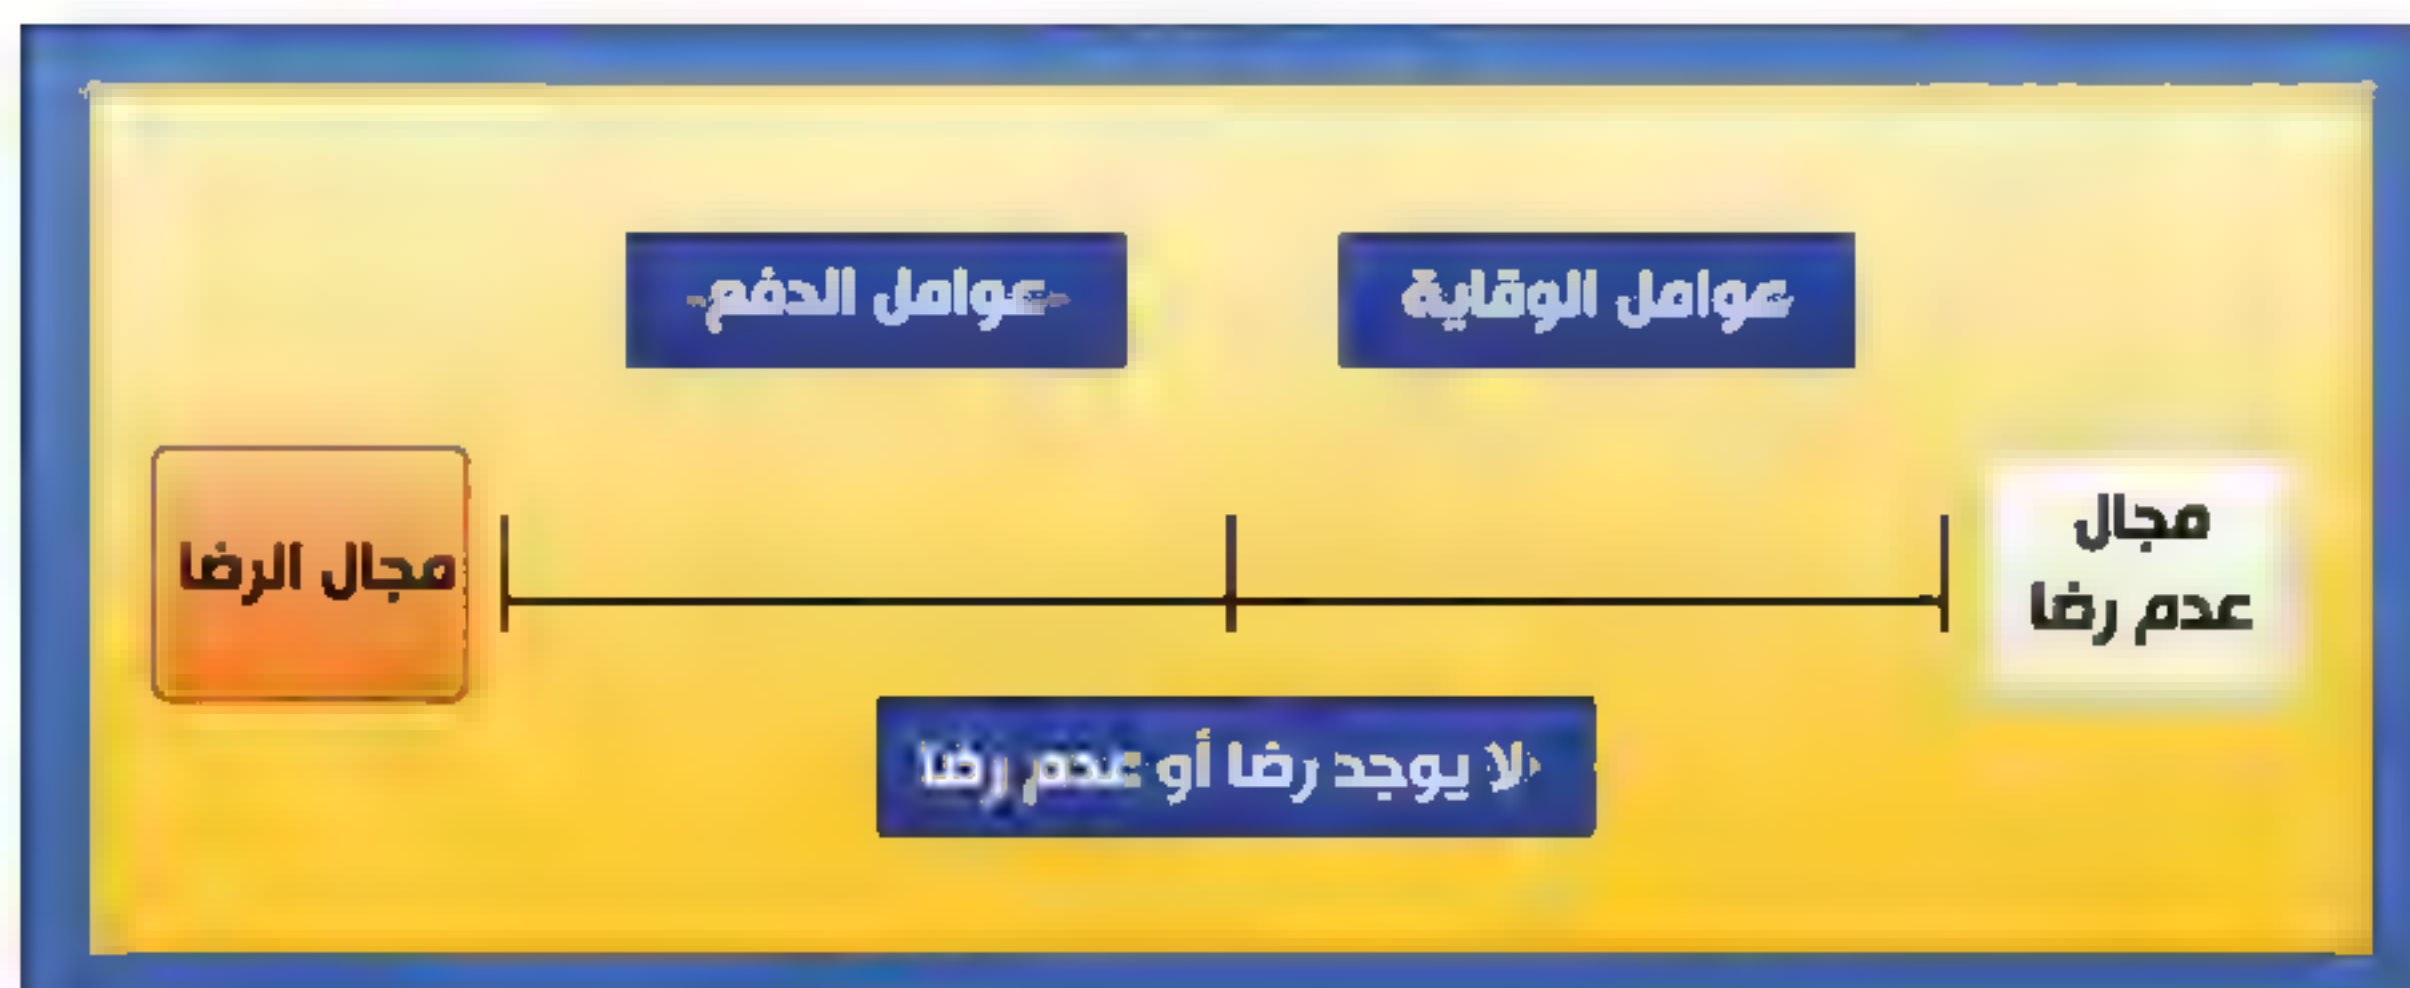 عوامل الوقاية
عوامل الدفع
مجال
عدم رضا
مجال الرضا
لا يوجد رضا أو عدم رضا